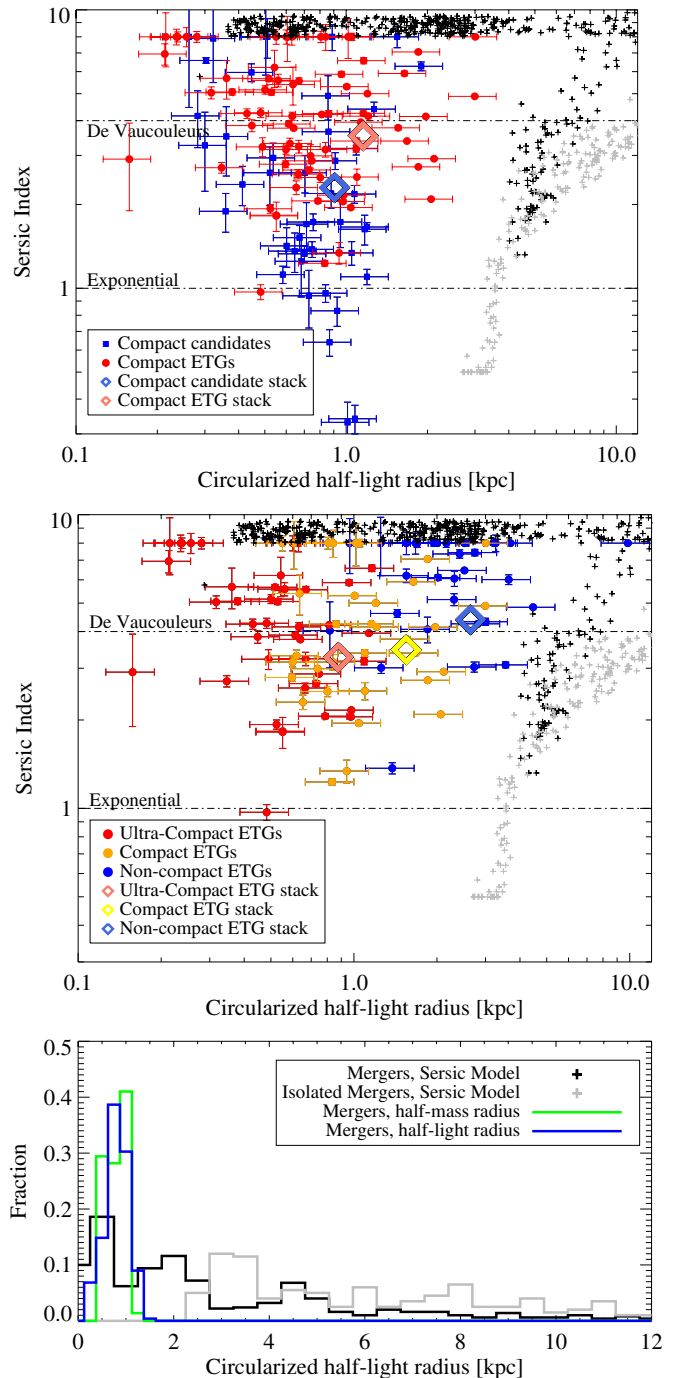 10
De Vaucouleurs
Sersic Index
Exponential
1
Compact candidates
Compact ETGs
Compact candidate stack
Compact ETG stack
0.1 1.0 10.0
Circularized half-light radius [kpc]
10
De Vaucouleurs
Sersic Index
Exponential
1
Ultra-Compact ETGs
Compact ETGs
Non-compact ETGs
Ultra-Compact ETG stack
Compact ETG stack
Non-compact ETG stack
0.1 1.0 10.0
Circularized half-light radius [kpc]
0.5
Mergers, Sersic Model
Isolated Mergers, Sersic Model
Mergers, half-mass radius
Mergers, half-light radius
0.4
0.3
Fraction
0.2
0.1
0.0
0 2 4 6 8 10 12
Circularized half-light radius [kpc]